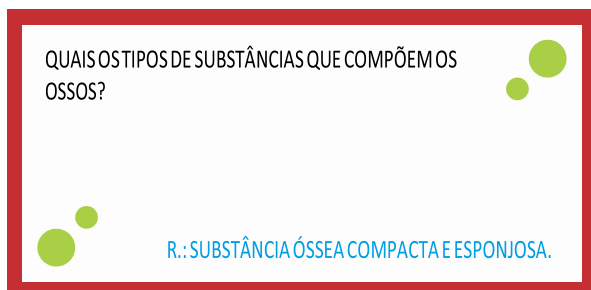 QUAIS OS TIPOS DE SUBSTÂNCIAS QUE COMPÕEM OS
OSSOS?
R.: SUBSTÂNCIA ÓSSEA COMPACTA E ESPONJOSA.